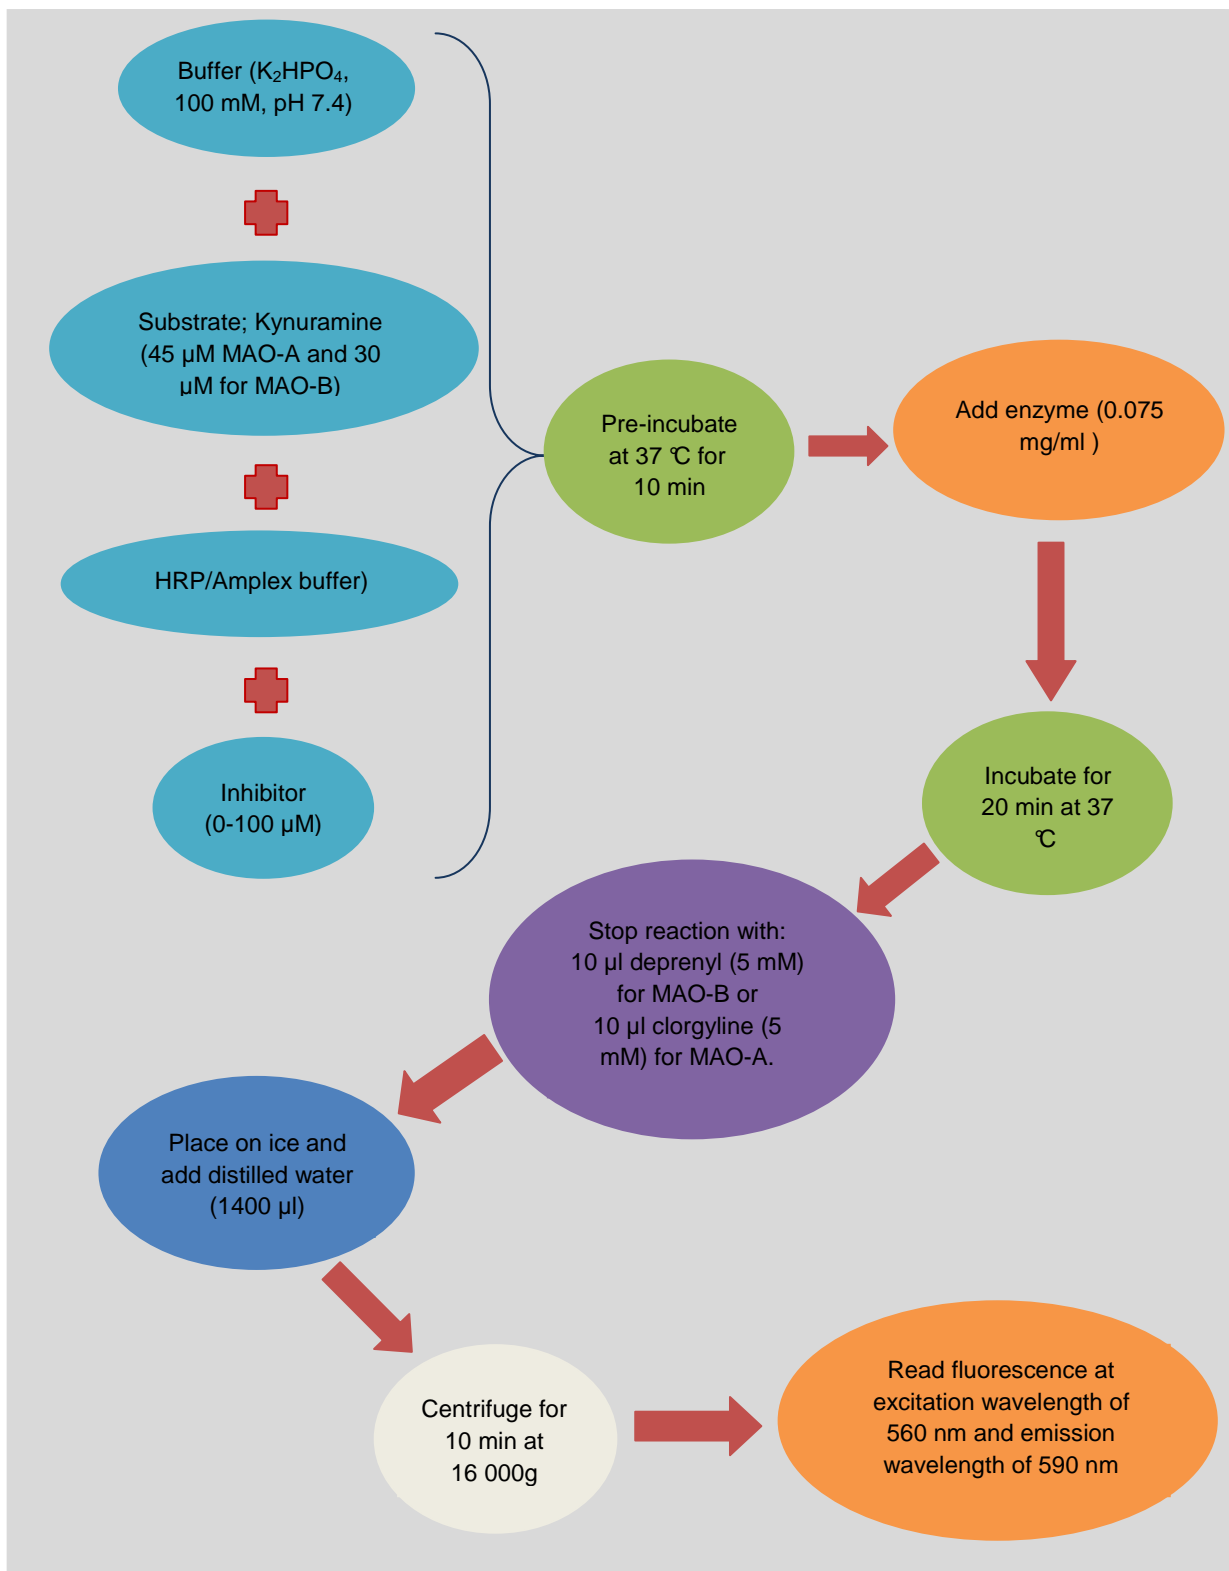 Buffer (K₂HPO₄,
100 mM, pH 7.4)
Substrate; Kynuramine
(45 µM MAO-A and 30
µM for MAO-B)
HRP/Amplex buffer)
Inhibitor
(0-100 µM)
Pre-incubate
at 37 ℃ for
10 min
Add enzyme (0.075
mg/ml )
Incubate for
20 min at 37
℃
Stop reaction with:
10 µl deprenyl (5 mM)
for MAO-B or
10 µl clorgyline (5
mM) for MAO-A.
Place on ice and
add distilled water
(1400 µl)
Centrifuge for
10 min at
16 000g
Read fluorescence at
excitation wavelength of
560 nm and emission
wavelength of 590 nm